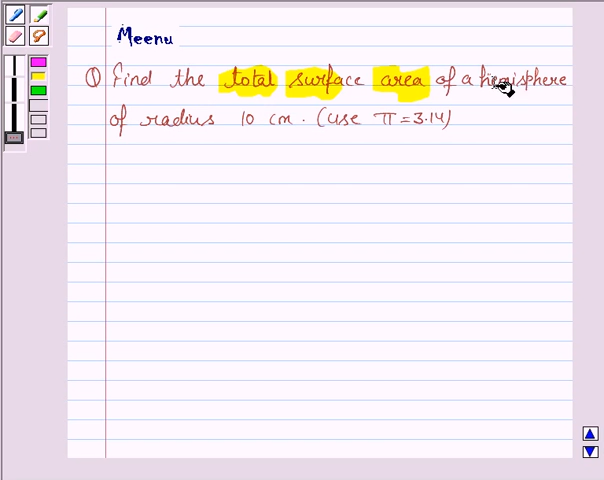 Meenu
① Find the total surface area of a hemisphere
of radius 10 cm. (use π = 3.14)